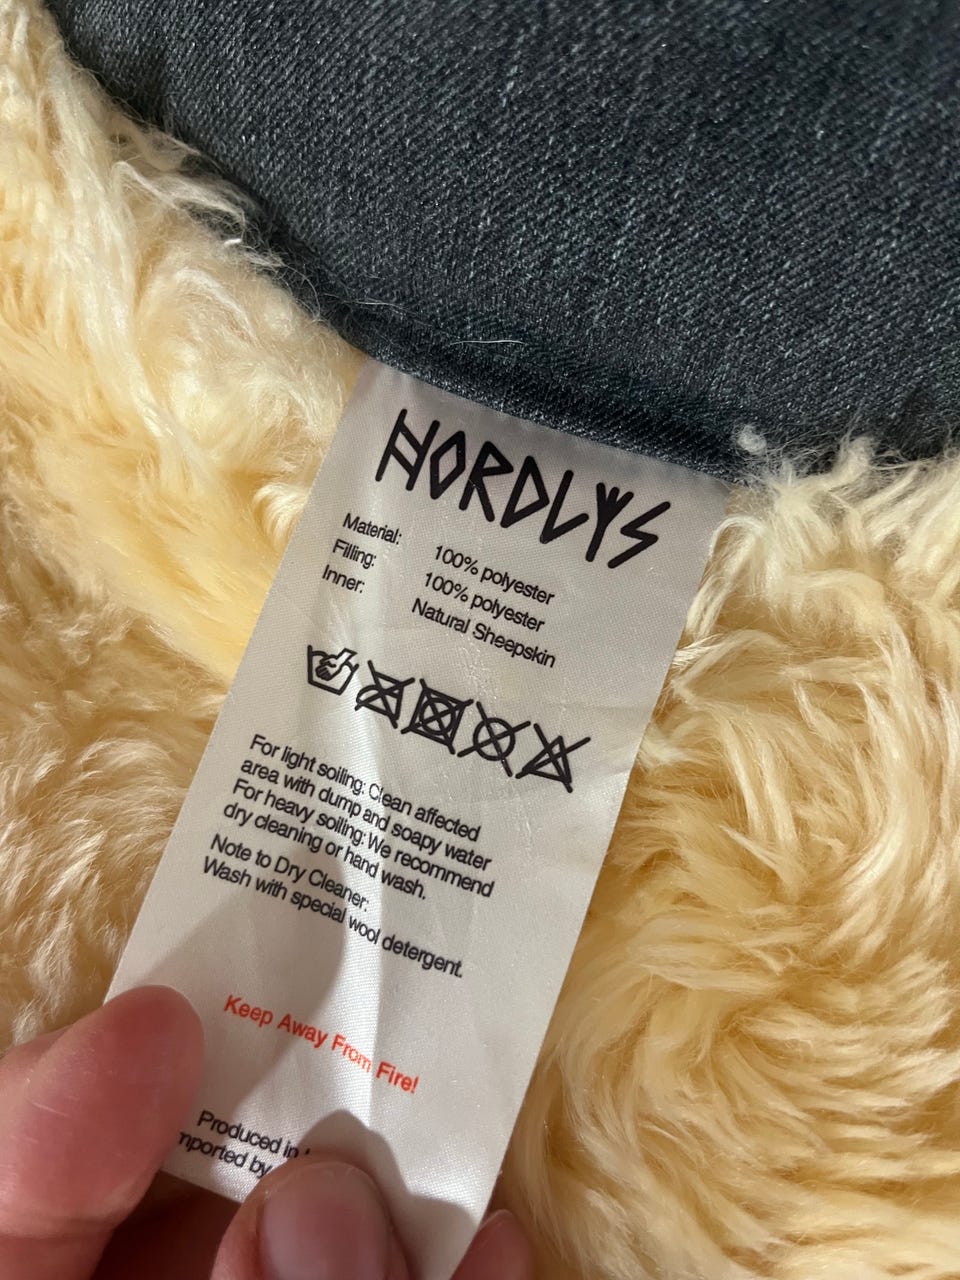 NORDLYS
Material: 100% polyester
Filling: 100% polyester
Inner: Natural Sheepskin
For light soiling: Clean affected
area with dump and soapy water
For heavy soiling: We recommend
dry cleaning or hand wash.
Note to Dry Cleaner:
Wash with special wool detergent.
Keep Away From Fire!
Produced in
mported by